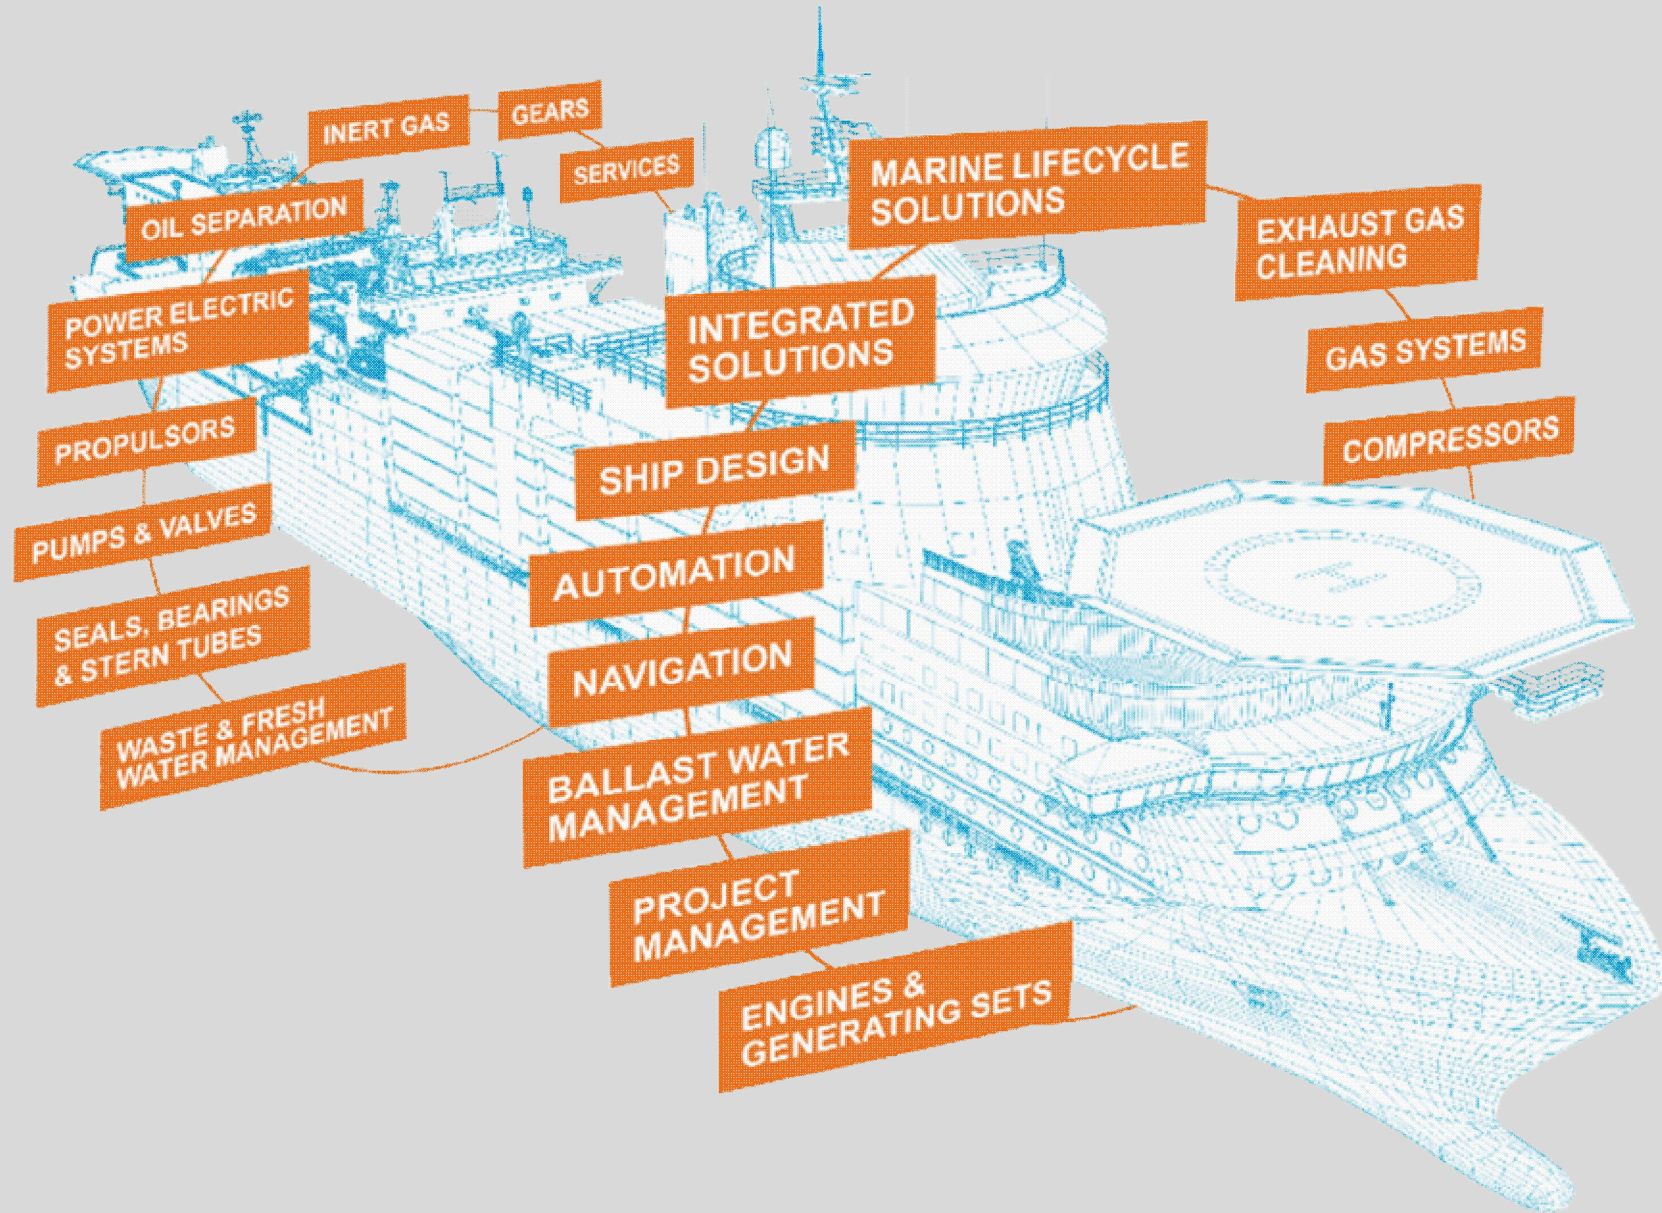 INERT GAS
GEARS
SERVICES
OIL SEPARATION
POWER ELECTRIC
SYSTEMS
PROPULSORS
PUMPS & VALVES
SEALS, BEARINGS
& STERN TUBES
WASTE & FRESH
WATER MANAGEMENT
MARINE LIFECYCLE
SOLUTIONS
INTEGRATED
SOLUTIONS
SHIP DESIGN
AUTOMATION
NAVIGATION
BALLAST WATER
MANAGEMENT
PROJECT
MANAGEMENT
ENGINES &
GENERATING SETS
EXHAUST GAS
CLEANING
GAS SYSTEMS
COMPRESSORS
H